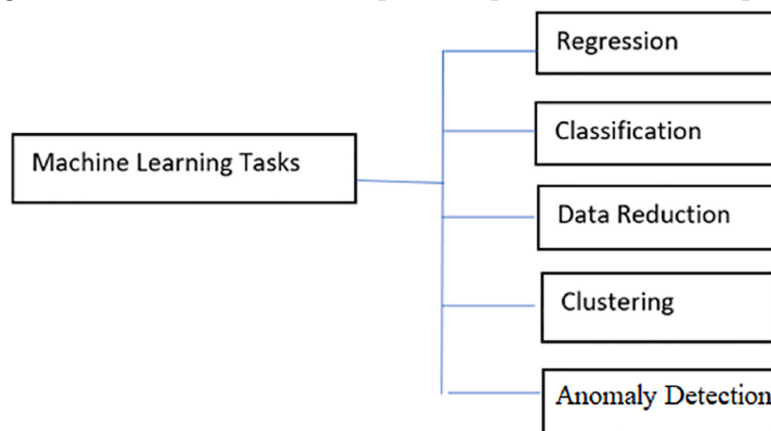 Machine Learning Tasks
Regression
Classification
Data Reduction
Clustering
Anomaly Detection